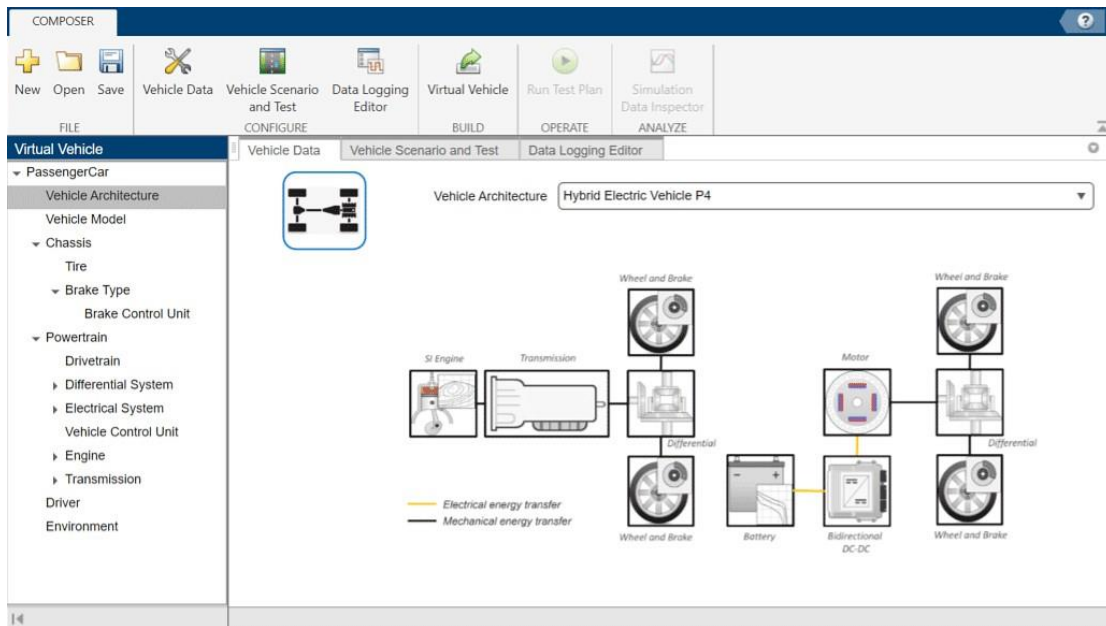 COMPOSER
?
New
Open
Save
Vehicle Data
Vehicle Scenario
and Test
Data Logging
Editor
Virtual Vehicle
Run Test Plan
Simulation
Data Inspector
FILE
CONFIGURE
BUILD
OPERATE
ANALYZE
Virtual Vehicle
PassengerCar
Vehicle Architecture
Vehicle Model
Chassis
Tire
Brake Type
Brake Control Unit
Powertrain
Drivetrain
Differential System
Electrical System
Vehicle Control Unit
Engine
Transmission
Driver
Environment
Vehicle Data
Vehicle Scenario and Test
Data Logging Editor
Vehicle Architecture
Hybrid Electric Vehicle P4
Wheel and Brake
Wheel and Brake
SI Engine
Transmission
Motor
Differential
Differential
Electrical energy transfer
Mechanical energy transfer
Wheel and Brake
Battery
Bidirectional
DC-DC
Wheel and Brake